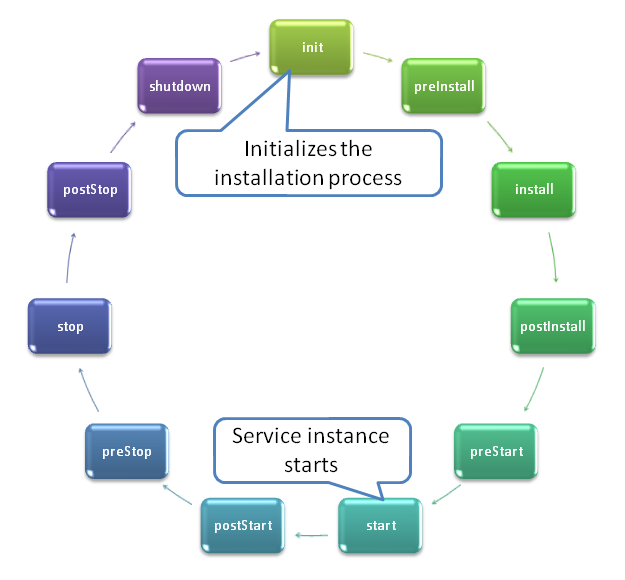 init
preInstall
install
postInstall
preStart
start
postStart
preStop
stop
postStop
shutdown
Initializes the
installation process
Service instance
starts